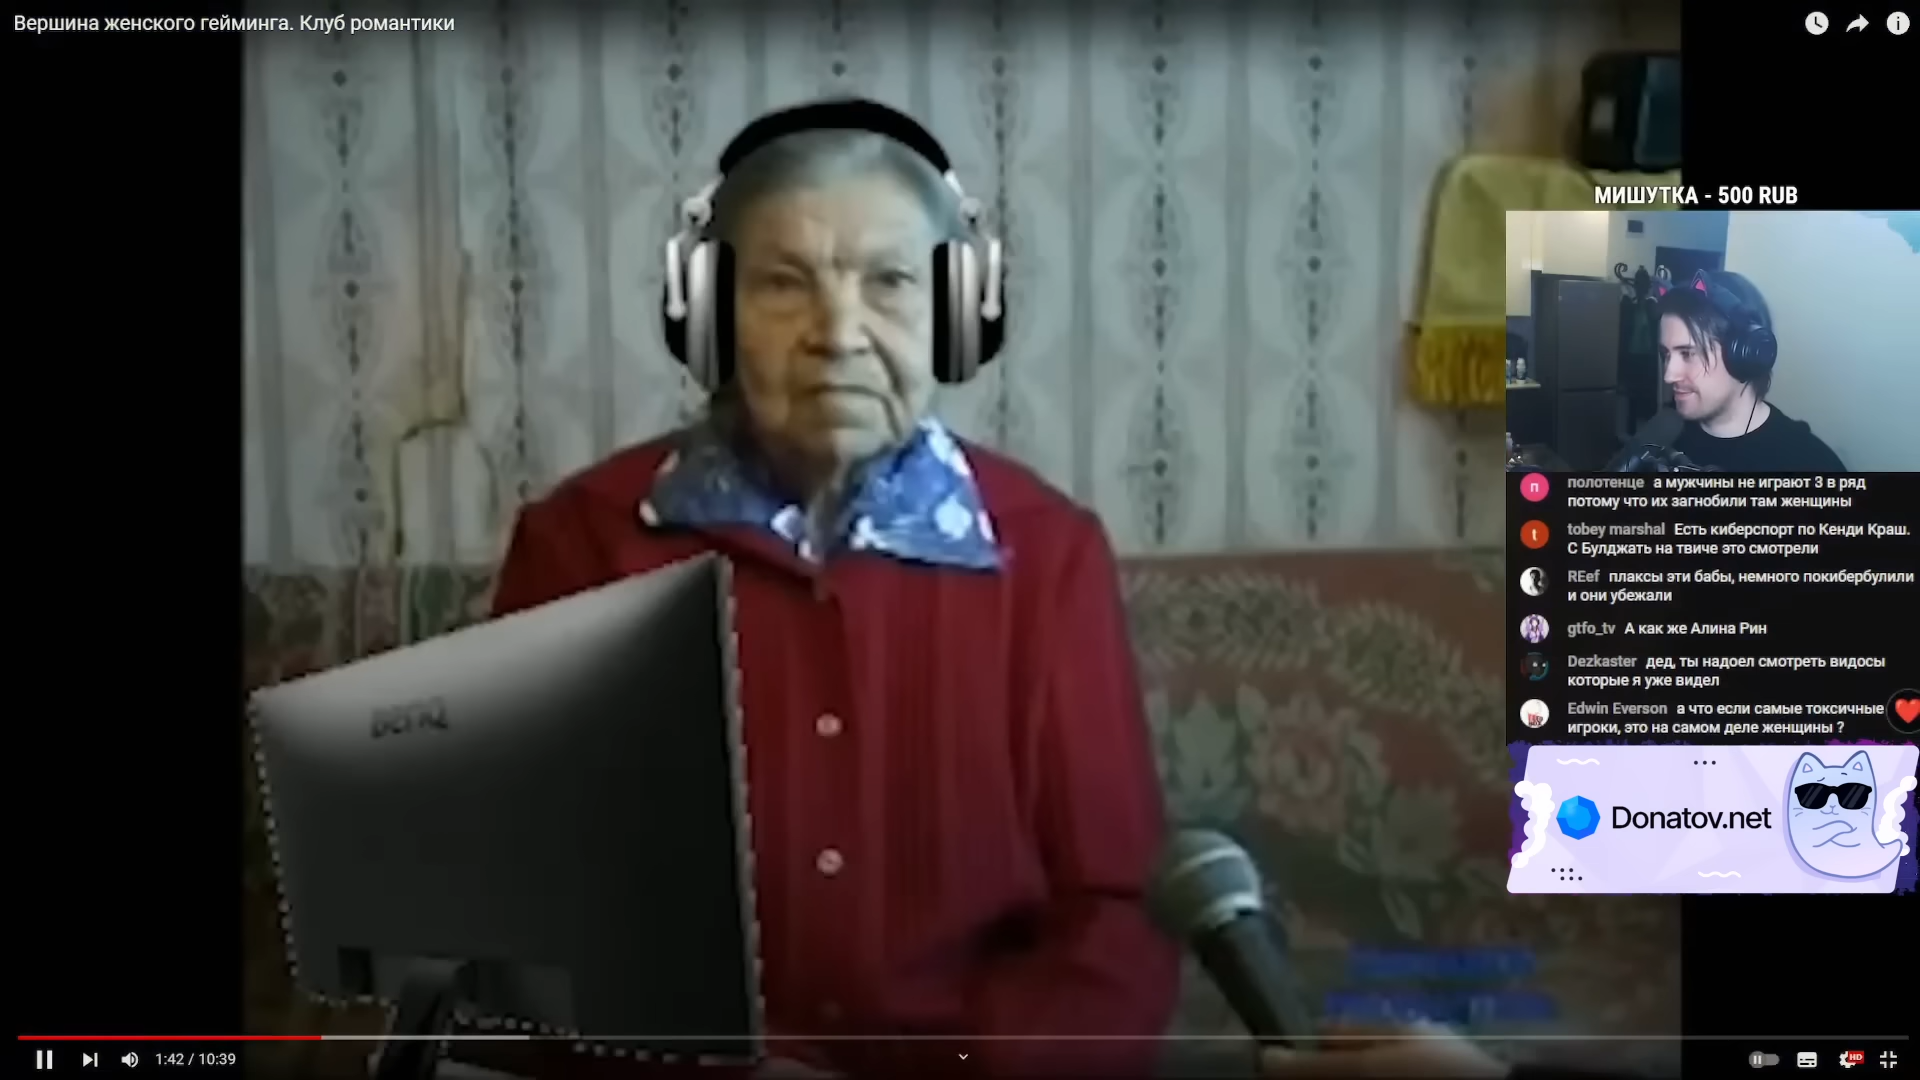 Вершина женского гейминга. Клуб романтики
МИШУТКА - 500 RUB
полотенце а мужчины не играют 3 в ряд
потому что их загнобили там женщины
tobey marshal Есть киберспорт по Кенди Краш.
С Булджать на твиче это смотрели
REef плаксы эти бабы, немного покибербулили
и они убежали
gtfo_tv А как же Алина Рин
Dezkaster дед, ты надоел смотреть видосы
которые я уже видел
Edwin Everson а что если самые токсичные
игроки, это на самом деле женщины ?
Donatov.net
BenQ
1:42 / 10:39
HD